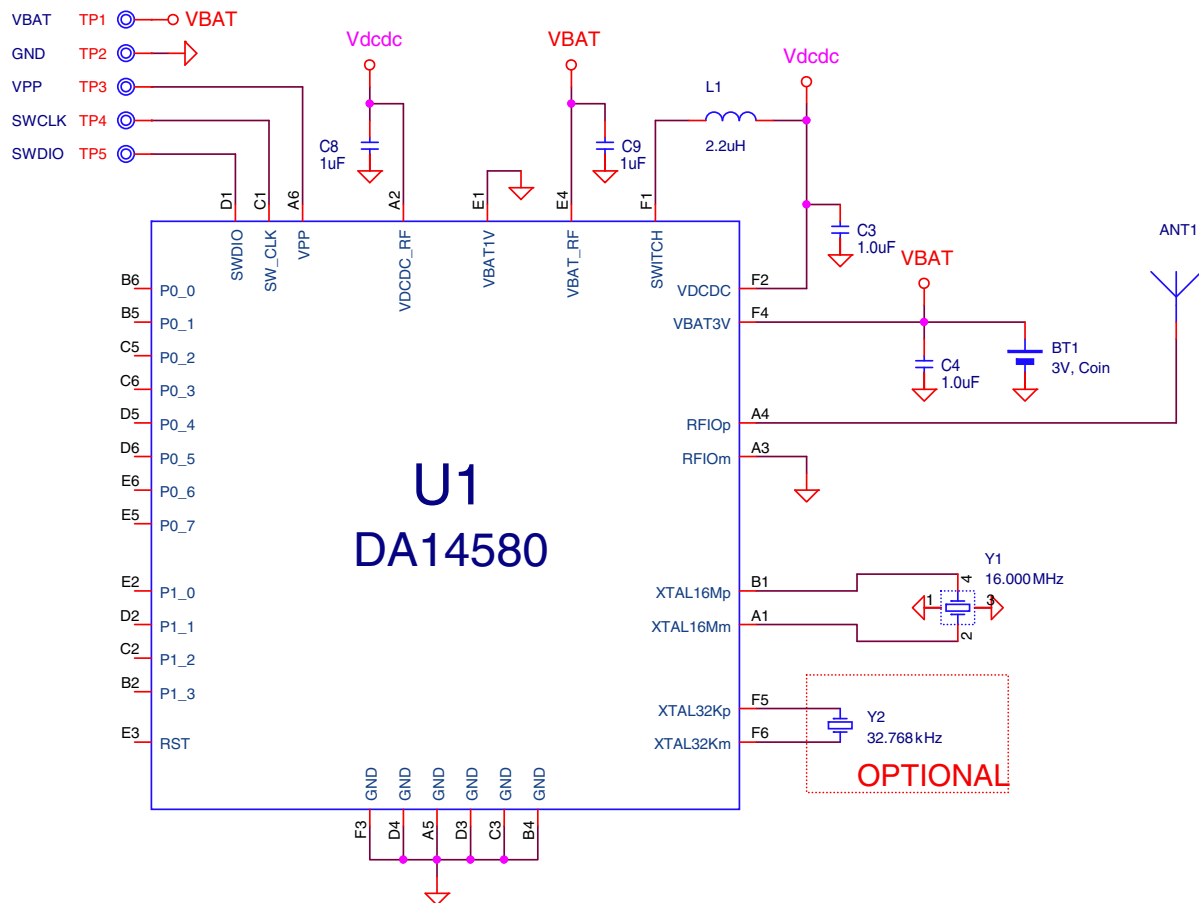 VBAT TP1 VBAT
GND TP2
VPP TP3
SWCLK TP4
SWDIO TP5
Vdcdc
C8
1uF
VBAT
C9
1uF
L1
2.2uH
Vdcdc
C3
1.0uF
VBAT
C4
1.0uF
BT1
3V, Coin
ANT1
D1 SWDIO
C1 SW_CLK
A6 VPP
A2 VDCDC_RF
E1 VBAT1V
E4 VBAT_RF
F1 SWITCH
B6 P0_0
B5 P0_1
C5 P0_2
C6 P0_3
D5 P0_4
D6 P0_5
E6 P0_6
E5 P0_7
E2 P1_0
D2 P1_1
C2 P1_2
B2 P1_3
E3 RST
U1
DA14580
VDCDC F2
VBAT3V F4
RFIOp A4
RFIOm A3
XTAL16Mp B1
XTAL16Mm A1
XTAL32Kp F5
XTAL32Km F6
Y1
16.000MHz
1
4
3
2
Y2
32.768kHz
OPTIONAL
GND F3
GND D4
GND A5
GND D3
GND C3
GND B4